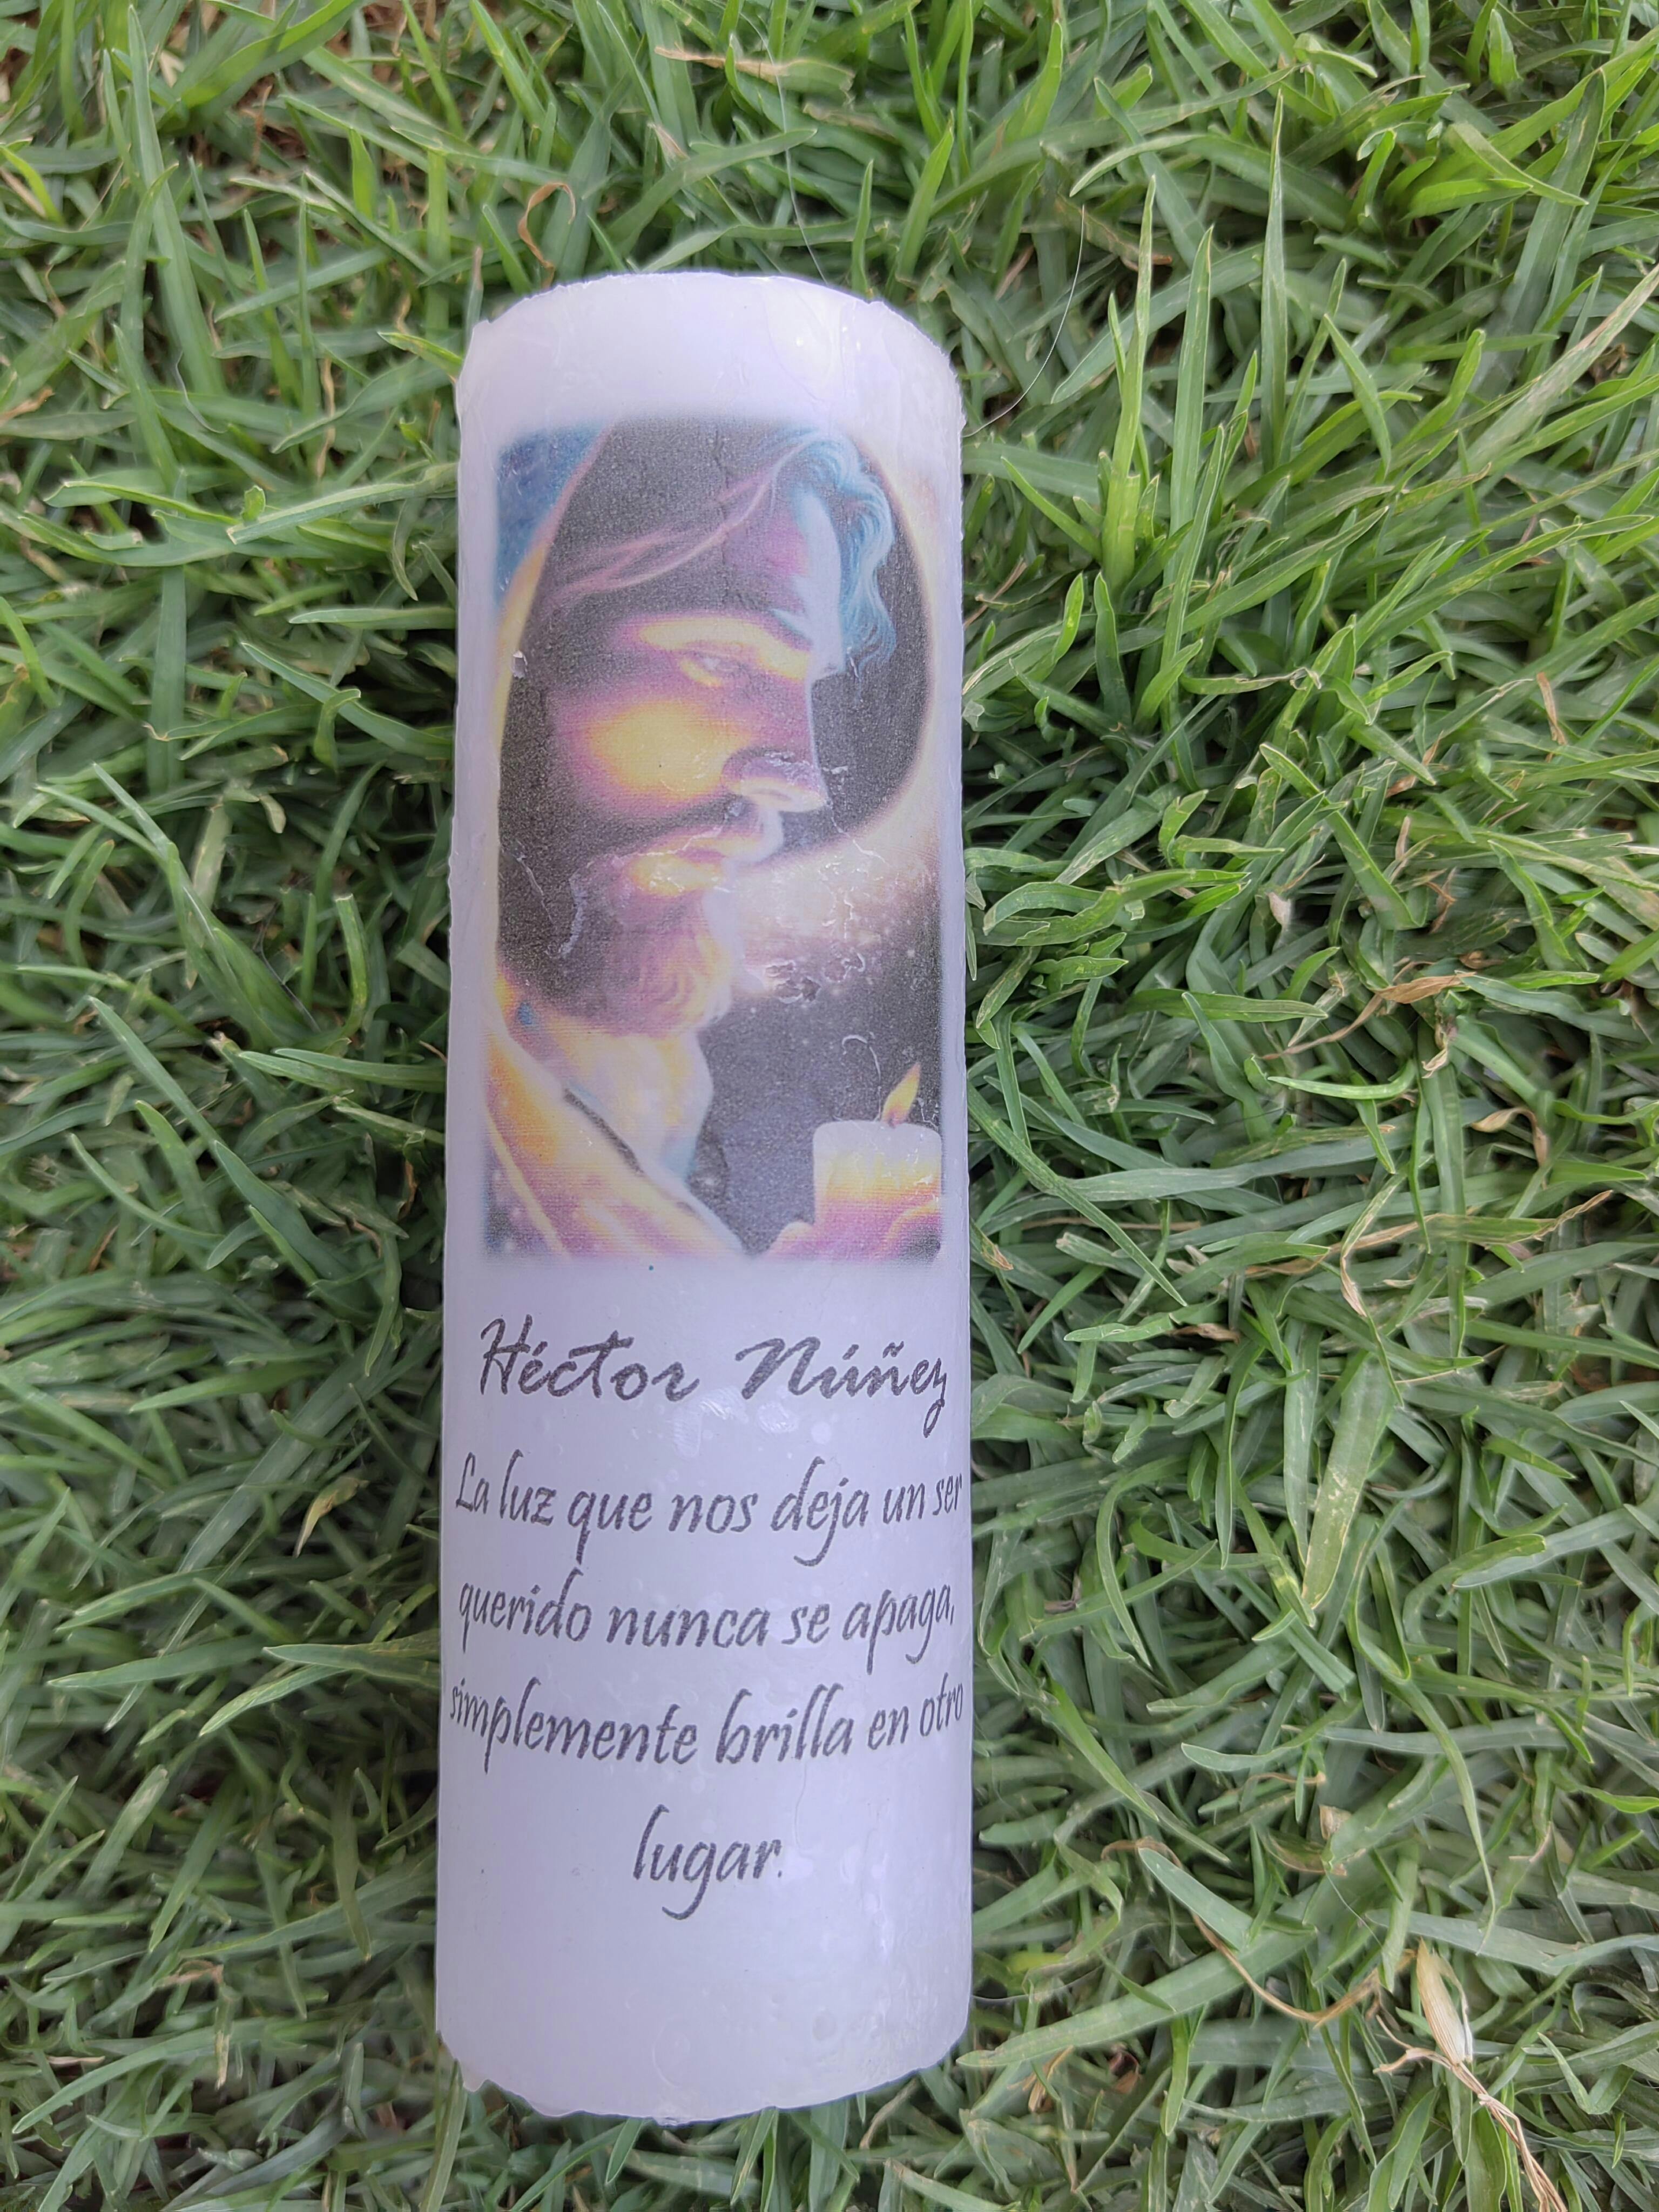 Héctor Núñez
La luz que nos deja un ser
querido nunca se apaga,
simplemente brilla en otro
lugar.